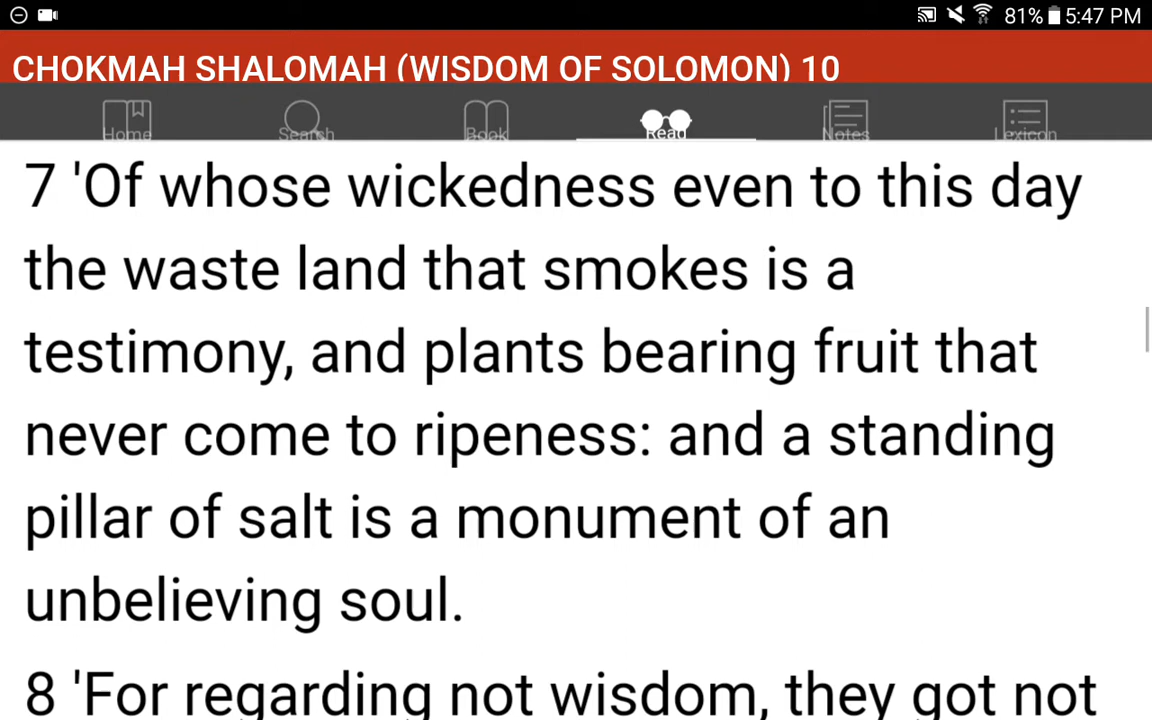 81% 5:47 PM
CHOKMAH SHALOMAH (WISDOM OF SOLOMON) 10
Home Search Book Read Notes Lexicon
7 'Of whose wickedness even to this day
the waste land that smokes is a
testimony, and plants bearing fruit that
never come to ripeness: and a standing
pillar of salt is a monument of an
unbelieving soul.
8 'For regarding not wisdom, they got not